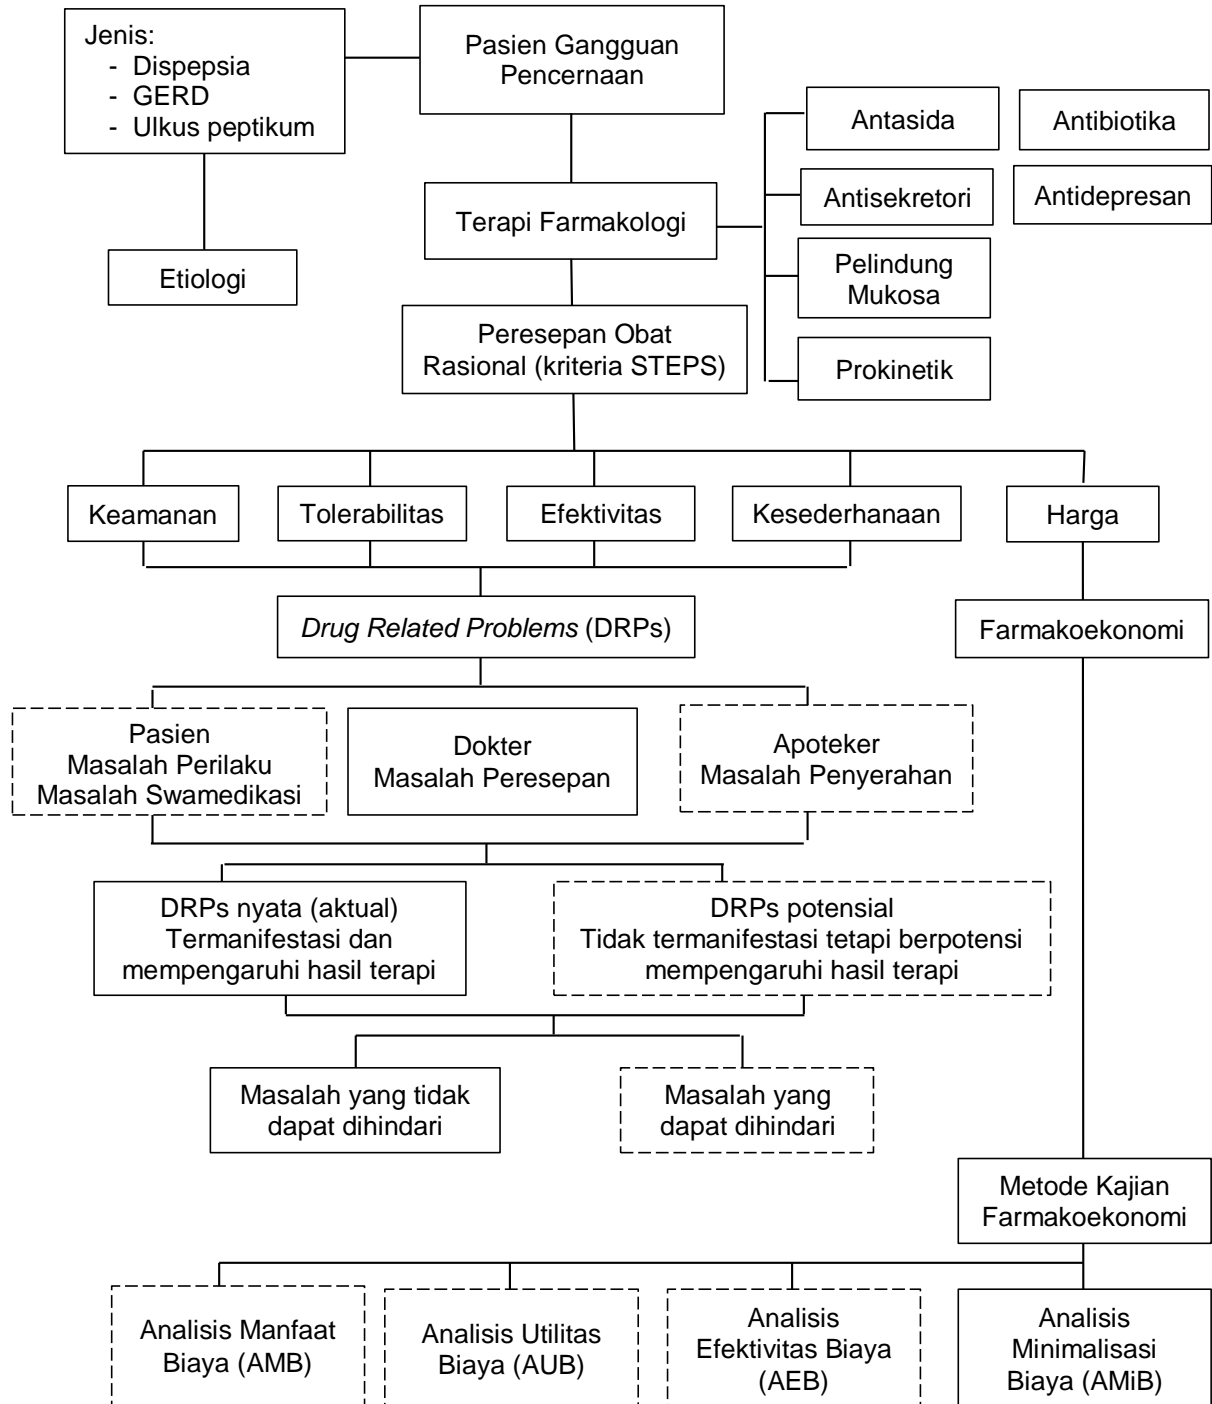 Jenis:
- Dispepsia
- GERD
- Ulkus peptikum
Pasien Gangguan
Pencernaan
Antasida
Antibiotika
Antisekretori
Antidepresan
Terapi Farmakologi
Etiologi
Pelindung
Mukosa
Peresepan Obat
Rasional (kriteria STEPS)
Prokinetik
Keamanan
Tolerabilitas
Efektivitas
Kesederhanaan
Harga
Drug Related Problems (DRPs)
Farmakoekonomi
Pasien
Masalah Perilaku
Masalah Swamedikasi
Dokter
Masalah Peresepan
Apoteker
Masalah Penyerahan
DRPs nyata (aktual)
Termanifestasi dan
mempengaruhi hasil terapi
DRPs potensial
Tidak termanifestasi tetapi berpotensi
mempengaruhi hasil terapi
Masalah yang tidak
dapat dihindari
Masalah yang
dapat dihindari
Metode Kajian
Farmakoekonomi
Analisis Manfaat
Biaya (AMB)
Analisis Utilitas
Biaya (AUB)
Analisis
Efektivitas Biaya
(AEB)
Analisis
Minimalisasi
Biaya (AMiB)